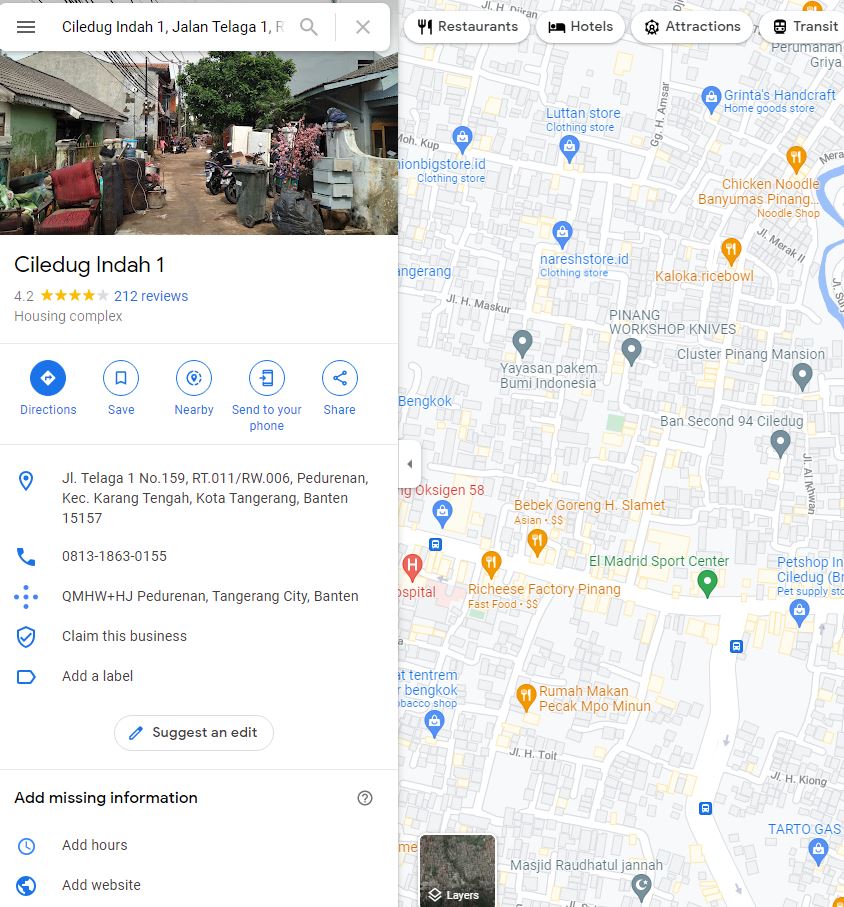 Ciledug Indah 1, Jalan Telaga 1, R
Ciledug Indah 1
4.2
212 reviews
Housing complex
Directions
Save
Nearby
Send to your
phone
Share
Jl. Telaga 1 No.159, RT.011/RW.006, Pedurenan,
Kec. Karang Tengah, Kota Tangerang, Banten
15157
0813-1863-0155
QMHW+HJ Pedurenan, Tangerang City, Banten
Claim this business
Add a label
Suggest an edit
Add missing information
Add hours
Add website
Restaurants
Hotels
Attractions
Transit
Perumahan
Griya
Grinta's Handcraft
Home goods store
Gg. H. Amsar
Luttan store
Clothing store
Moh. Kup
ionbigstore.id
Clothing store
Mera
Chicken Noodle
Banyumas Pinang...
Noodle Shop
Jl. Merak II
nareshstore.id
Clothing store
Kaloka.ricebowl
angerang
Jl. H. Maskur
PINANG
WORKSHOP KNIVES
Yayasan pakem
Bumi Indonesia
Cluster Pinang Mansion
Bengkok
Ban Second 94 Ciledug
Jl. Al Ikhwan
g Oksigen 58
Bebek Goreng H. Slamet
Asian • $$
El Madrid Sport Center
Petshop In
Ciledug (Br
Pet supply sto
ospital
Richeese Factory Pinang
Fast Food • $$
at tentrem
r bengkok
obacco shop
Rumah Makan
Pecak Mpo Minun
Jl. H. Toit
Jl. H. Kiong
TARTO GAS
me
Masjid Raudhatul jannah
Layers